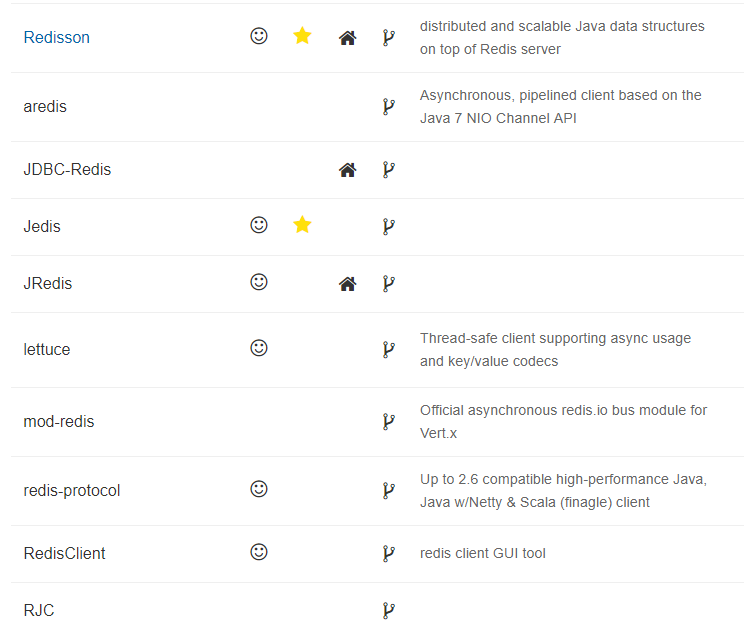 Redisson
distributed and scalable Java data structures
on top of Redis server
aredis
Asynchronous, pipelined client based on the
Java 7 NIO Channel API
JDBC-Redis
Jedis
JRedis
lettuce
Thread-safe client supporting async usage
and key/value codecs
mod-redis
Official asynchronous redis.io bus module for
Vert.x
redis-protocol
Up to 2.6 compatible high-performance Java,
Java w/Netty & Scala (finagle) client
RedisClient
redis client GUI tool
RJC